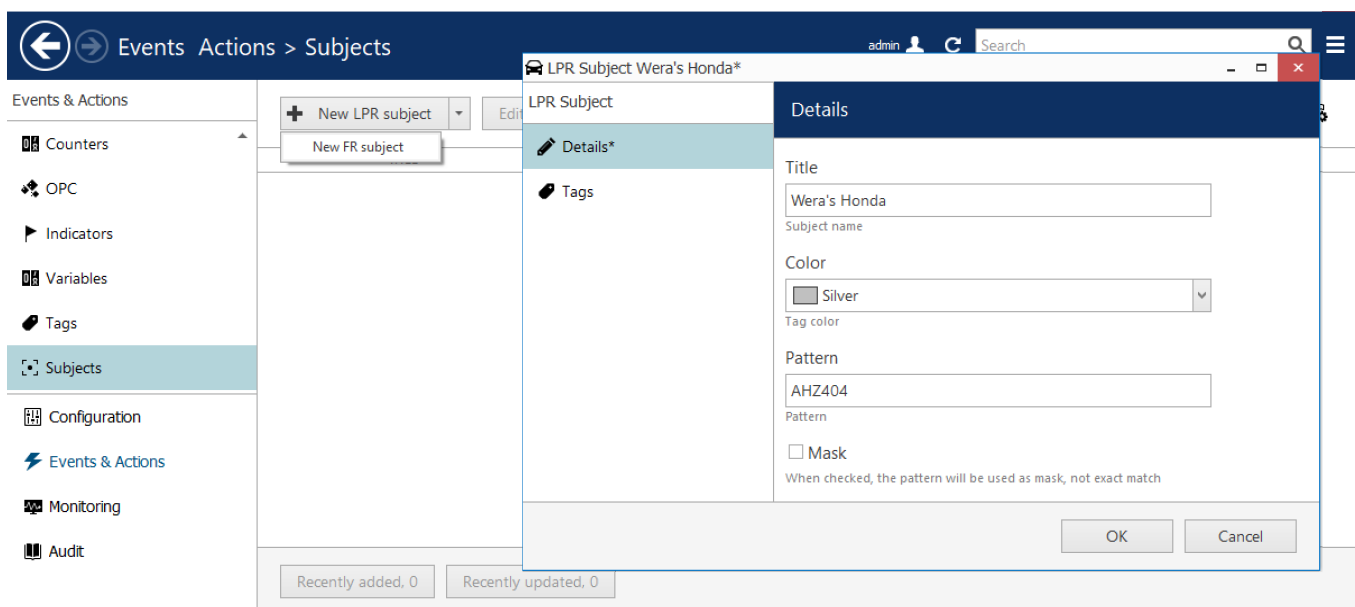 Events Actions > Subjects
admin
Search
Events & Actions
Counters
OPC
Indicators
Variables
Tags
Subjects
Configuration
Events & Actions
Monitoring
Audit
New LPR subject
Edit
New FR subject
Recently added, 0
Recently updated, 0
LPR Subject Wera's Honda*
LPR Subject
Details*
Tags
Details
Title
Wera's Honda
Subject name
Color
Silver
Tag color
Pattern
AHZ404
Pattern
Mask
When checked, the pattern will be used as mask, not exact match
OK
Cancel